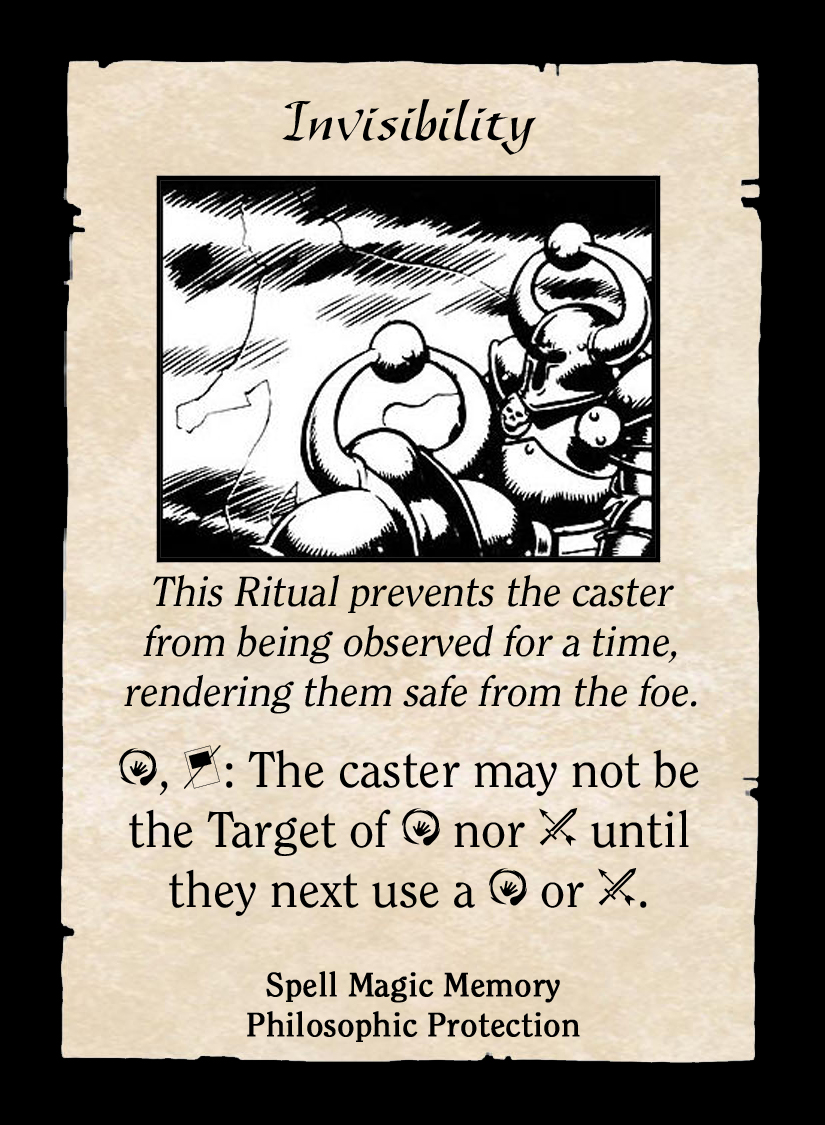 Invisibility
This Ritual prevents the caster
from being observed for a time,
rendering them safe from the foe.
, : The caster may not be
the Target of nor until
they next use a or .
Spell Magic Memory
Philosophic Protection